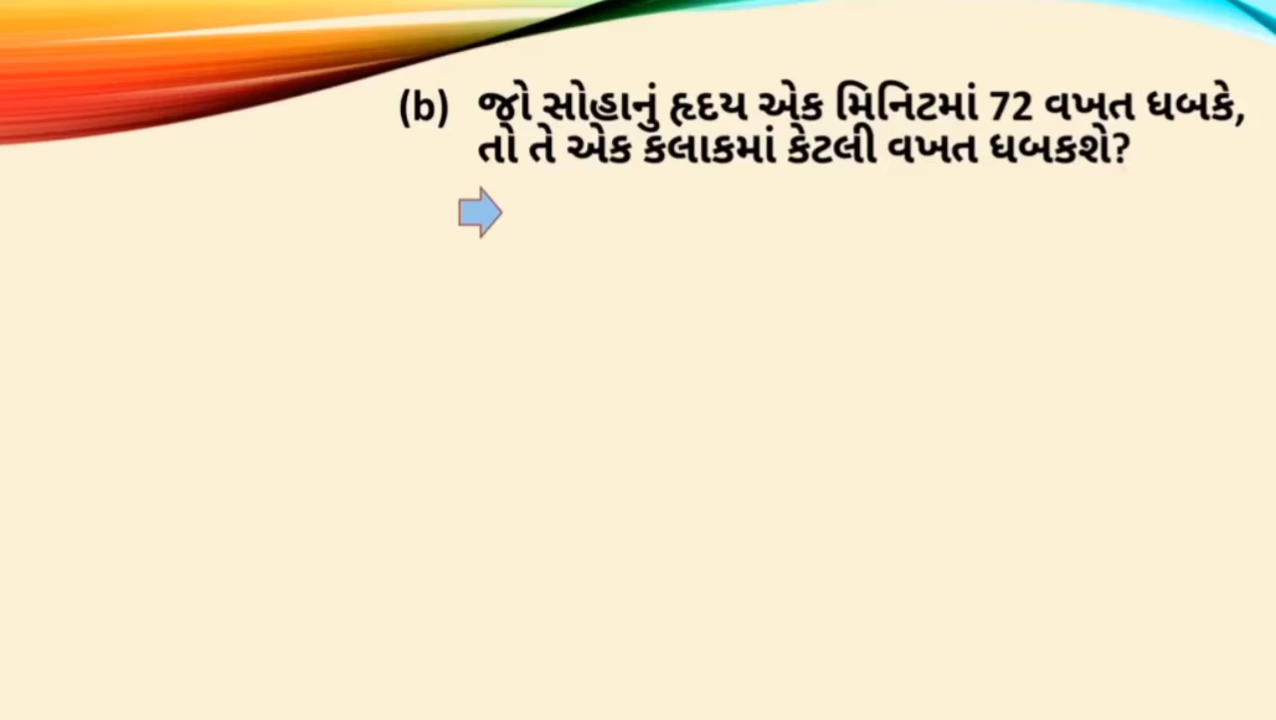 (b) જો સોહાનું હૃદય એક મિનિટમાં 72 વખત ધબકે,
તો તે એક કલાકમાં કેટલી વખત ધબકશે?